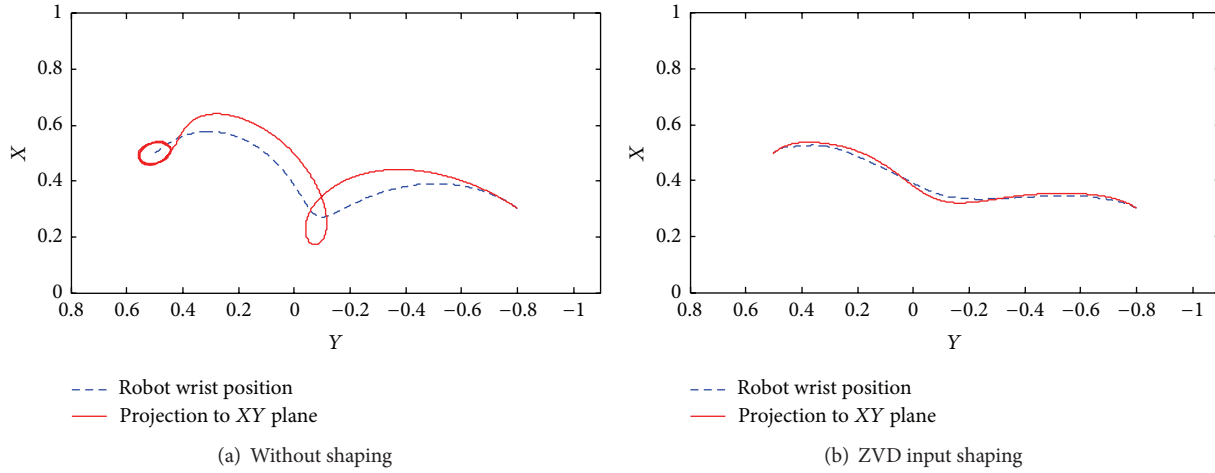 1
0.8
0.6
X
0.4
0.2
0
0.8 0.6 0.4 0.2 0 −0.2 −0.4 −0.6 −0.8 −1
Y
Robot wrist position
Projection to XY plane
(a) Without shaping
1
0.8
0.6
X
0.4
0.2
0
0.8 0.6 0.4 0.2 0 −0.2 −0.4 −0.6 −0.8 −1
Y
Robot wrist position
Projection to XY plane
(b) ZVD input shaping